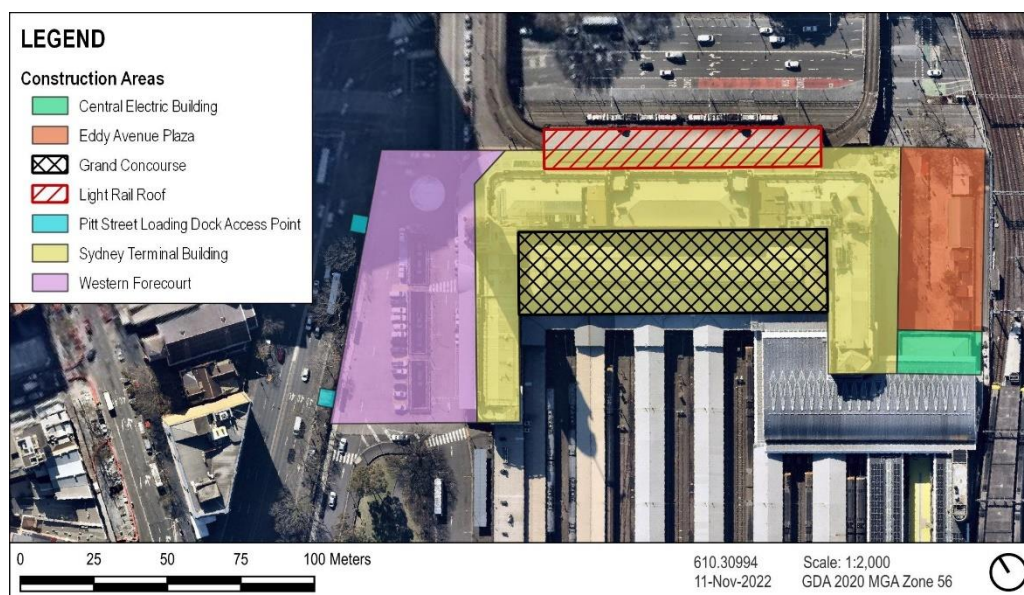 LEGEND
Construction Areas
Central Electric Building
Eddy Avenue Plaza
Grand Concourse
Light Rail Roof
Pitt Street Loading Dock Access Point
Sydney Terminal Building
Western Forecourt
0 25 50 75 100 Meters
610.30994 Scale: 1:2,000
11-Nov-2022 GDA 2020 MGA Zone 56